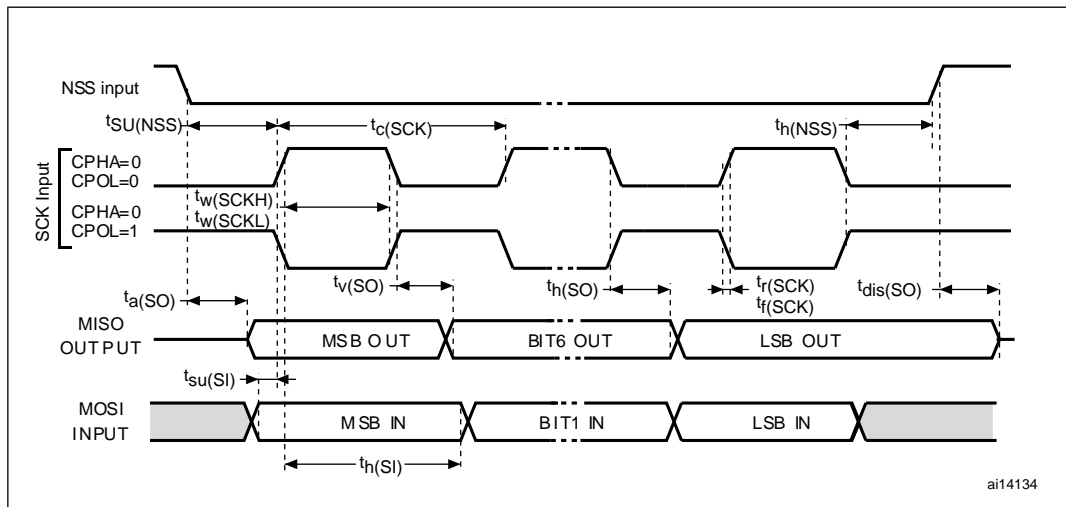 NSS input
tSU(NSS)
tc(SCK)
th(NSS)
SCK Input
CPHA=0
CPOL=0
tw(SCKH)
CPHA=0
tw(SCKL)
CPOL=1
tv(SO)
th(SO)
tr(SCK)
tf(SCK)
tdis(SO)
ta(SO)
MISO
OUTPUT
MSB OUT
BIT6 OUT
LSB OUT
tsu(SI)
MOSI
INPUT
MSB IN
BIT1 IN
LSB IN
th(SI)
ai14134